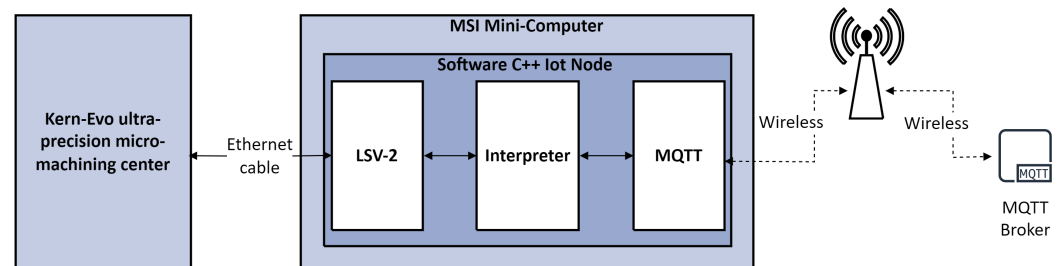 MSI Mini-Computer
Software C++ Iot Node
Kern-Evo ultra-
precision micro-
machining center
Ethernet
cable
LSV-2
Interpreter
MQTT
Wireless
Wireless
MQTT
MQTT
Broker